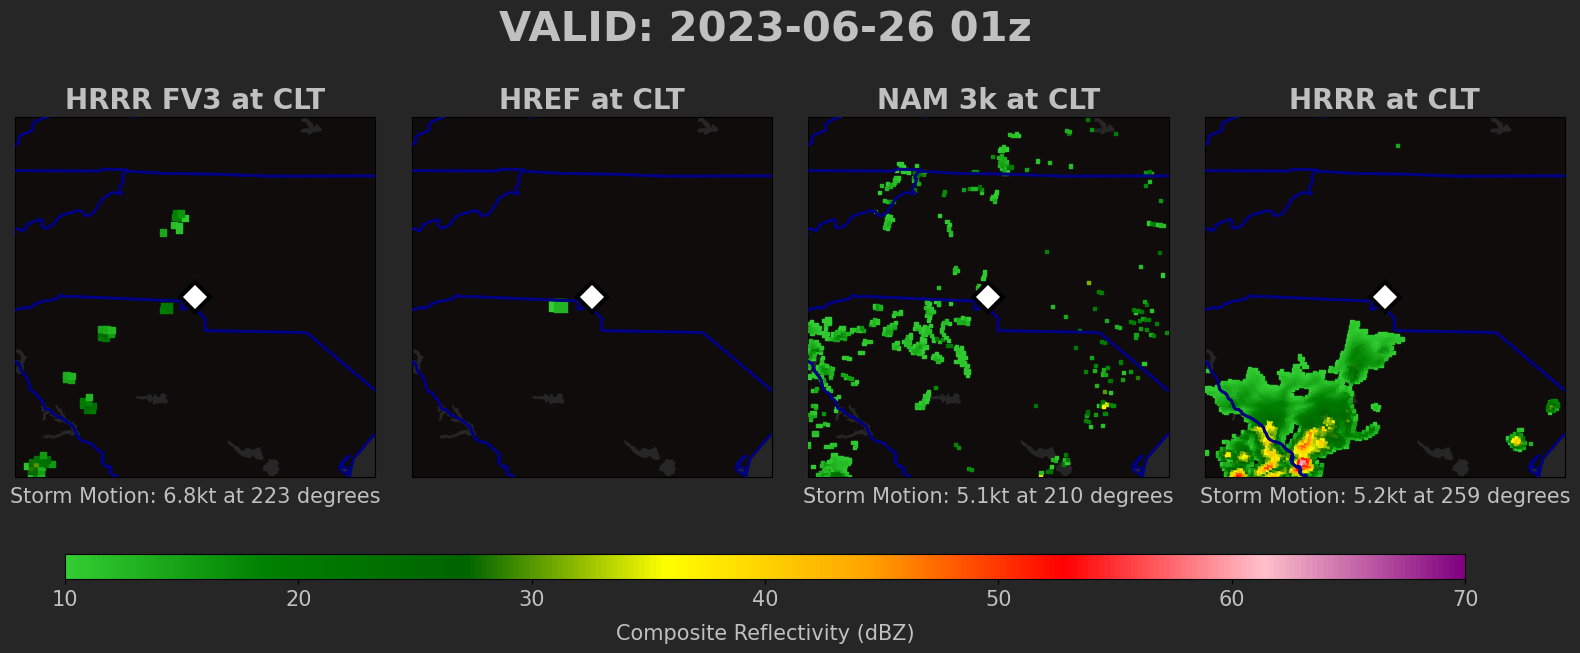 VALID: 2023-06-26 01z
HRRR FV3 at CLT
HREF at CLT
NAM 3k at CLT
HRRR at CLT
Storm Motion: 6.8kt at 223 degrees
Storm Motion: 5.1kt at 210 degrees
Storm Motion: 5.2kt at 259 degrees
10 20 30 40 50 60 70
Composite Reflectivity (dBZ)